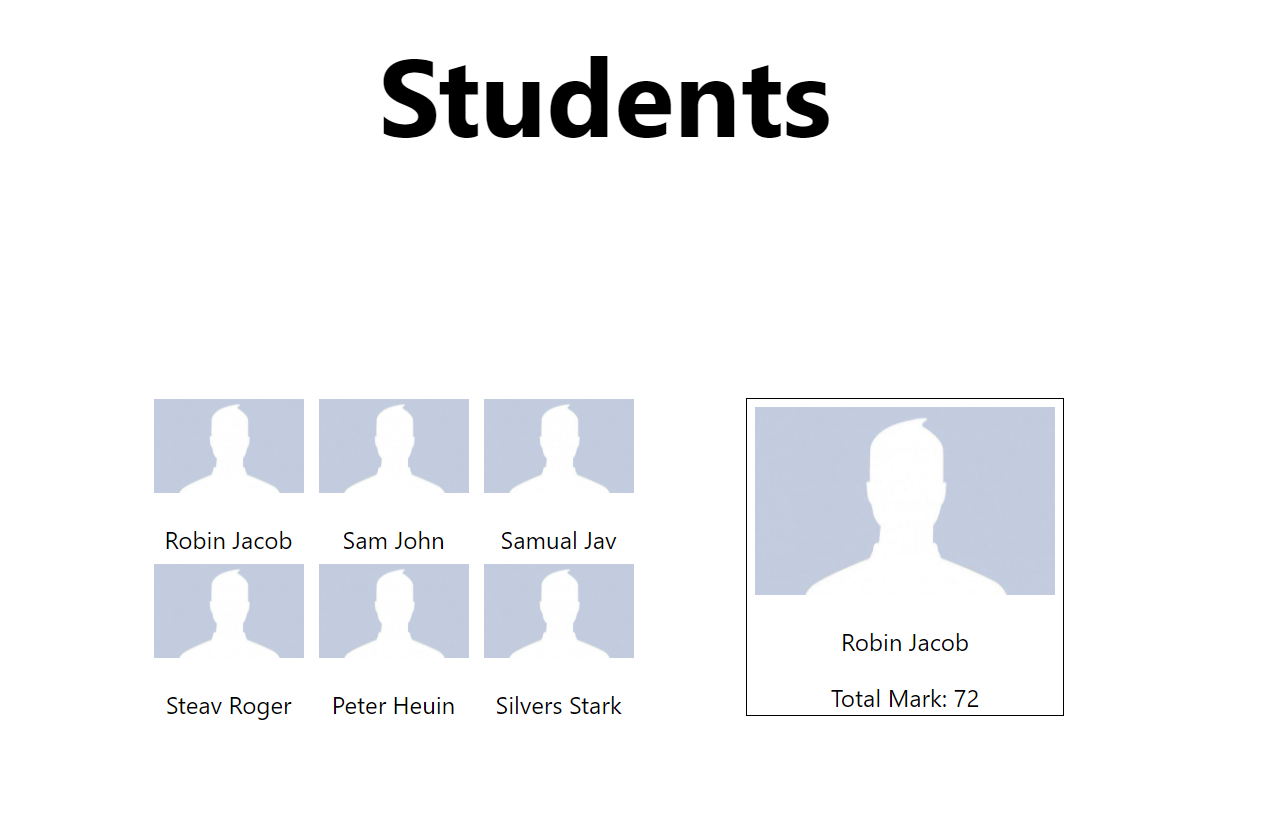 Students
Robin Jacob
Sam John
Samual Jav
Steav Roger
Peter Heuin
Silvers Stark
Robin Jacob
Total Mark: 72